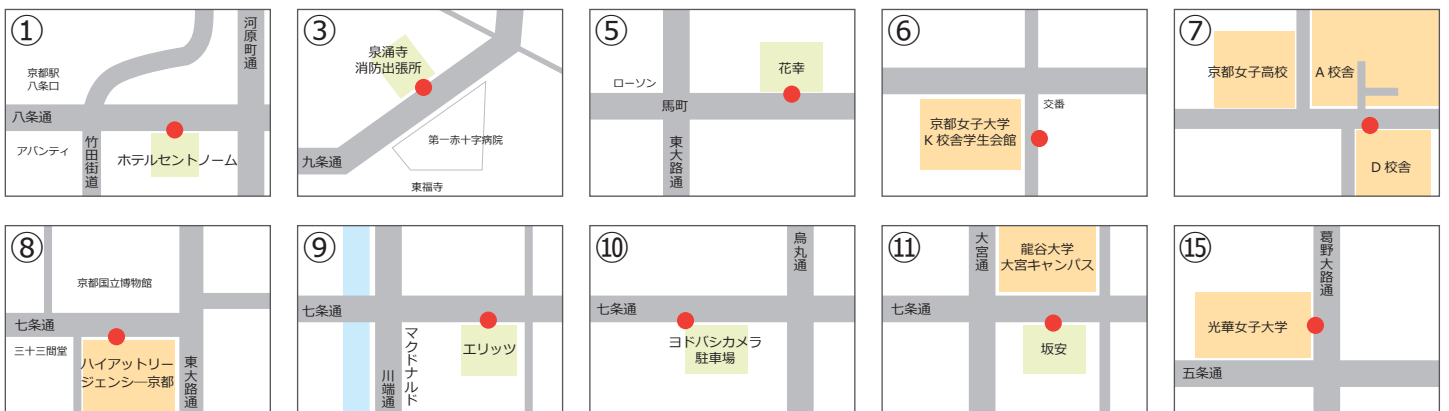 ①
河原町通
京都駅
八条口
八条通
アバンティ
竹田街道
ホテルセントノーム
③
泉涌寺
消防出張所
第一赤十字病院
九条通
東福寺
⑤
花幸
ローソン
馬町
東大路通
⑥
交番
京都女子大学
K 校舎学生会館
⑦
京都女子高校
A 校舎
D 校舎
⑧
京都国立博物館
七条通
三十三間堂
ハイアットリー
ジェンシ―京都
東大路通
⑨
七条通
マクドナルド
エリッツ
川端通
⑩
烏丸通
七条通
ヨドバシカメラ
駐車場
⑪
大宮通
龍谷大学
大宮キャンパス
七条通
坂安
⑮
葛野大路通
光華女子大学
五条通